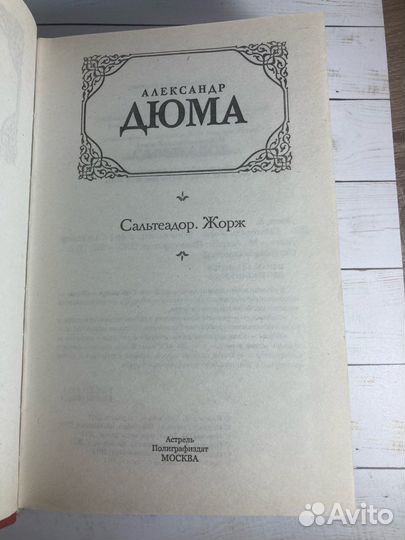 АЛЕКСАНДР
ДЮМА
Сальтеадор. Жорж
Астрель
Полиграфиздат
МОСКВА
Avito